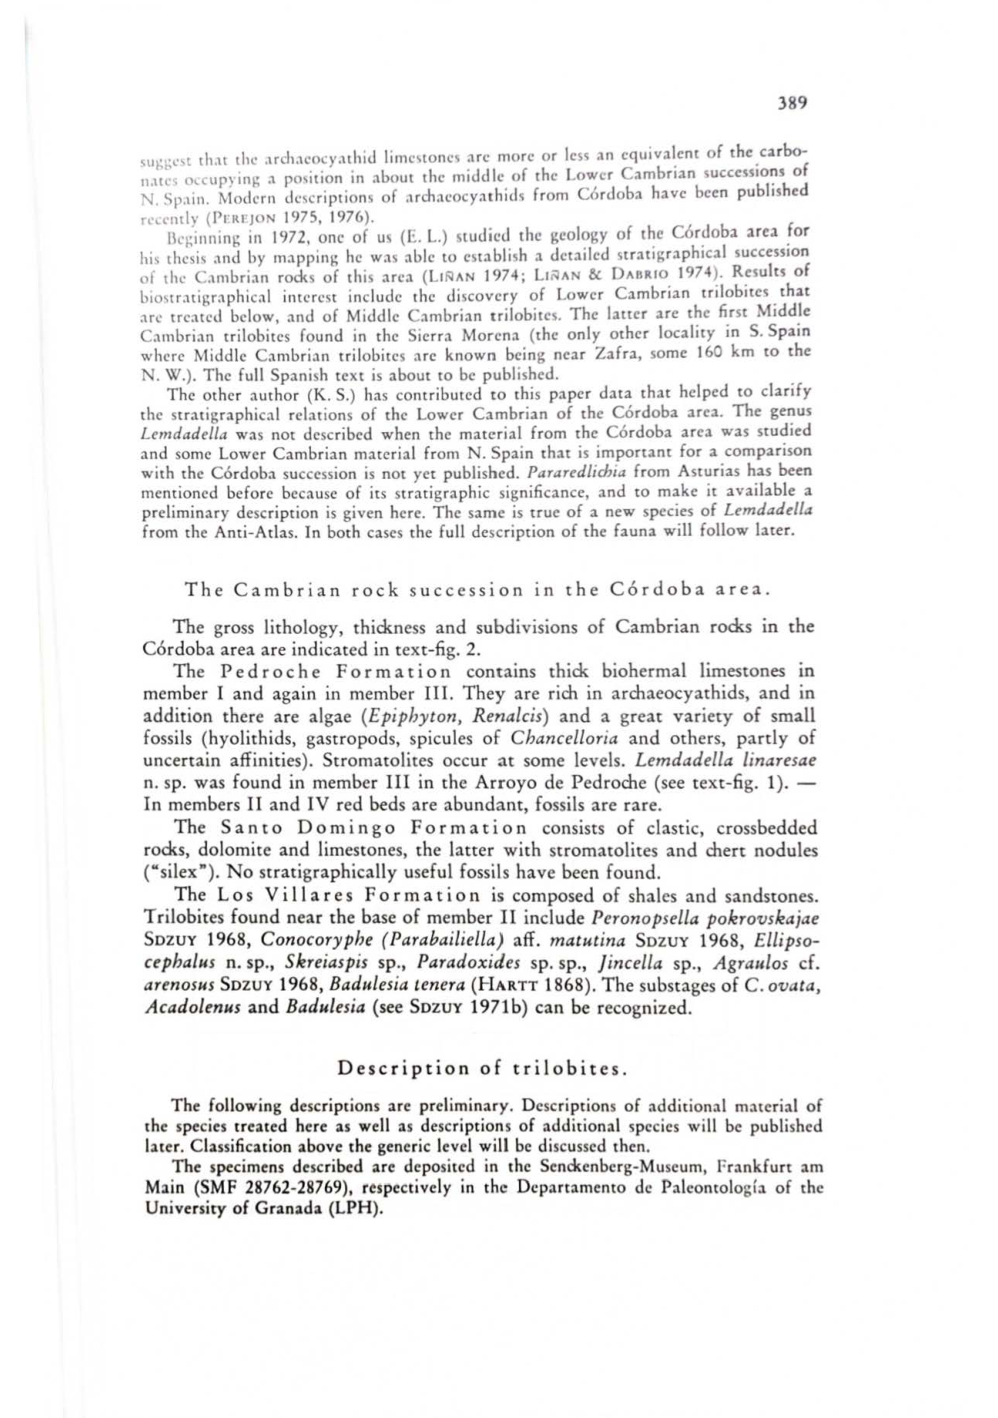 389
suggest that the archaeocyathid limestones are more or less an equivalent of the carbo-
nates occupying a position in about the middle of the Lower Cambrian successions of
N. Spain. Modern descriptions of archaeocyathids from Córdoba have been published
recently (PEREJON 1975, 1976).
Beginning in 1972, one of us (E. L.) studied the geology of the Córdoba area for
his thesis and by mapping he was able to establish a detailed stratigraphical succession
of the Cambrian rocks of this area (LIÑAN 1974; LIÑAN & DABRIO 1974). Results of
biostratigraphical interest include the discovery of Lower Cambrian trilobites that
are treated below, and of Middle Cambrian trilobites. The latter are the first Middle
Cambrian trilobites found in the Sierra Morena (the only other locality in S. Spain
where Middle Cambrian trilobites are known being near Zafra, some 160 km to the
N. W.). The full Spanish text is about to be published.
The other author (K. S.) has contributed to this paper data that helped to clarify
the stratigraphical relations of the Lower Cambrian of the Córdoba area. The genus
Lemdadella was not described when the material from the Córdoba area was studied
and some Lower Cambrian material from N. Spain that is important for a comparison
with the Córdoba succession is not yet published. Pararedlichia from Asturias has been
mentioned before because of its stratigraphic significance, and to make it available a
preliminary description is given here. The same is true of a new species of Lemdadella
from the Anti-Atlas. In both cases the full description of the fauna will follow later.
The Cambrian rock succession in the Córdoba area.
The gross lithology, thickness and subdivisions of Cambrian rocks in the
Córdoba area are indicated in text-fig. 2.
The Pedroche Formation contains thick biohermal limestones in
member I and again in member III. They are rich in archaeocyathids, and in
addition there are algae (Epiphyton, Renalcis) and a great variety of small
fossils (hyolithids, gastropods, spicules of Chancelloria and others, partly of
uncertain affinities). Stromatolites occur at some levels. Lemdadella linaresae
n. sp. was found in member III in the Arroyo de Pedroche (see text-fig. 1). —
In members II and IV red beds are abundant, fossils are rare.
The Santo Domingo Formation consists of clastic, crossbedded
rocks, dolomite and limestones, the latter with stromatolites and chert nodules
(“silex”). No stratigraphically useful fossils have been found.
The Los Villares Formation is composed of shales and sandstones.
Trilobites found near the base of member II include Peronopsella pokrovskajae
SDZUY 1968, Conocoryphe (Parabailiella) aff. matutina SDZUY 1968, Ellipso-
cephalus n. sp., Skreiaspis sp., Paradoxides sp. sp., Jincella sp., Agraulos cf.
arenosus SDZUY 1968, Badulesia tenera (HARTT 1868). The substages of C. ovata,
Acadolenus and Badulesia (see SDZUY 1971b) can be recognized.
Description of trilobites.
The following descriptions are preliminary. Descriptions of additional material of
the species treated here as well as descriptions of additional species will be published
later. Classification above the generic level will be discussed then.
The specimens described are deposited in the Senckenberg-Museum, Frankfurt am
Main (SMF 28762-28769), respectively in the Departamento de Paleontología of the
University of Granada (LPH).